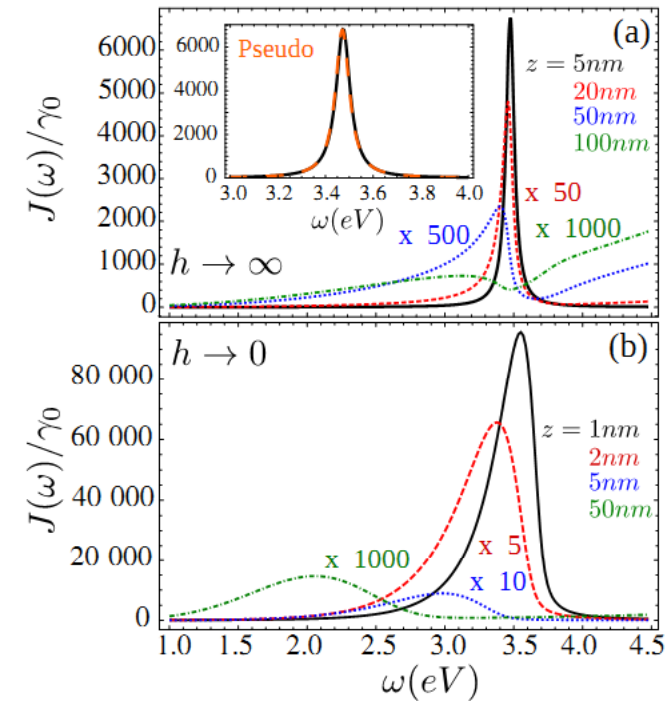 (a)
6000
5000
4000
3000
2000
1000
0
J(ω)/γ₀
Pseudo
6000
4000
2000
0
3.0 3.2 3.4 3.6 3.8 4.0
ω(eV)
z = 5nm
20nm
50nm
100nm
x 50
x 500
x 1000
h → ∞
(b)
h → 0
80 000
60 000
40 000
20 000
0
J(ω)/γ₀
z = 1nm
2nm
5nm
50nm
x 1000
x 5
x 10
1.0 1.5 2.0 2.5 3.0 3.5 4.0 4.5
ω(eV)